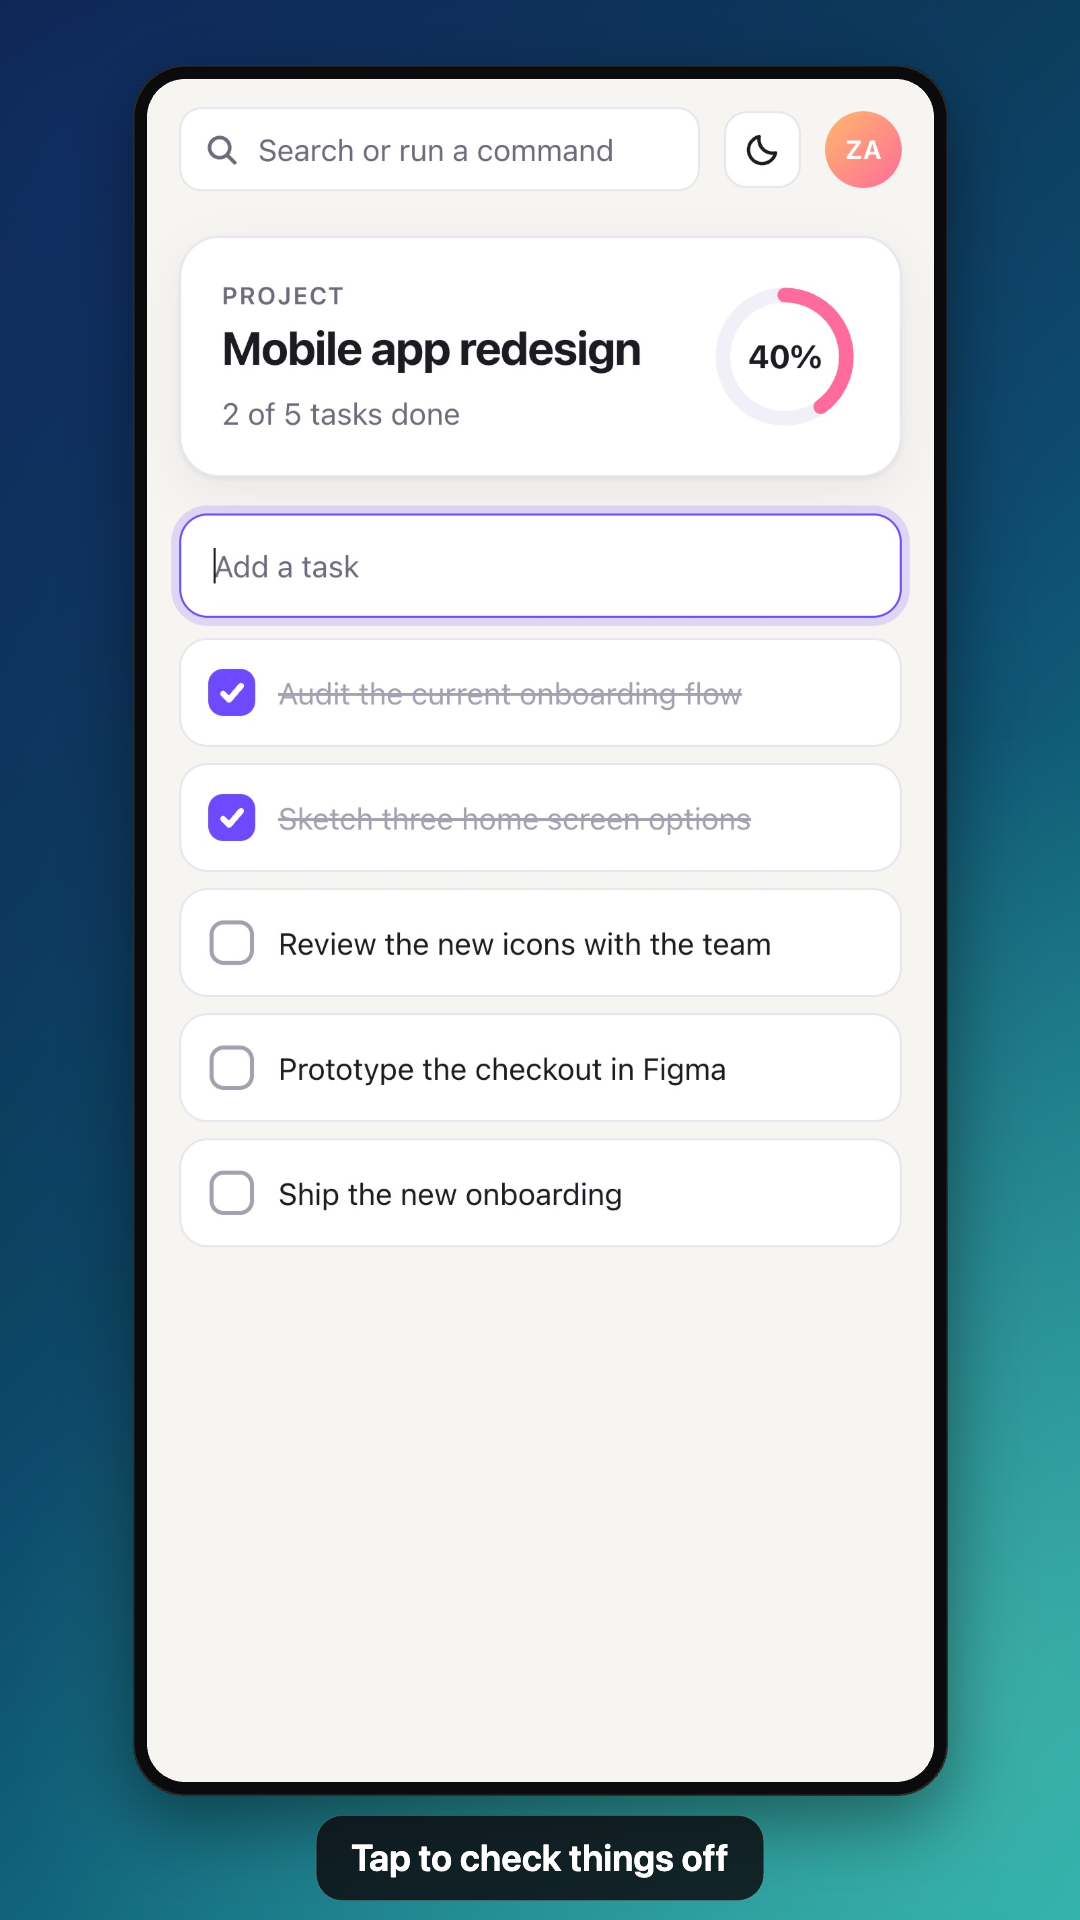 Search or run a command
ZA
PROJECT
Mobile app redesign
2 of 5 tasks done
40%
Add a task
Audit the current onboarding flow
Sketch three home screen options
Review the new icons with the team
Prototype the checkout in Figma
Ship the new onboarding
Tap to check things off